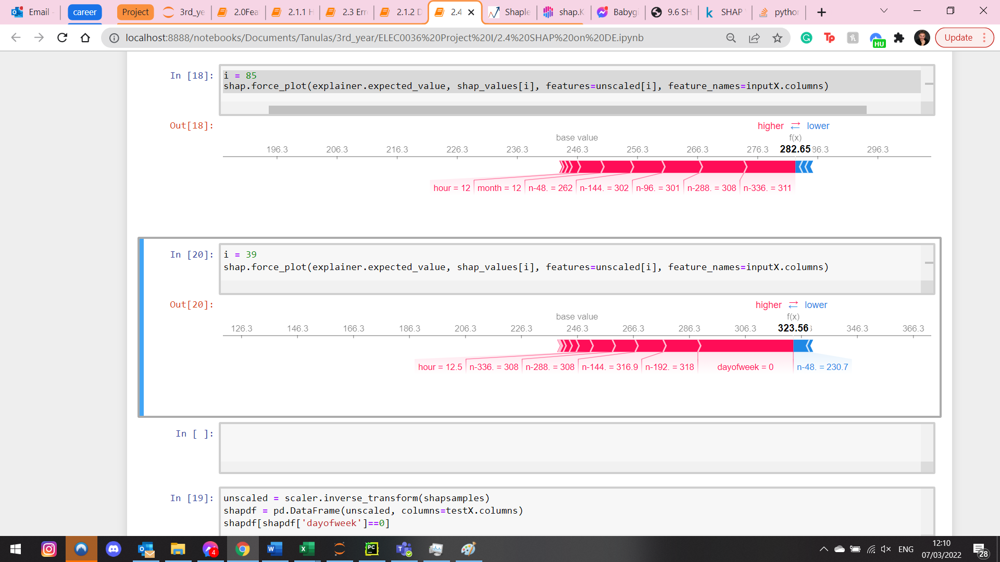 Email
career
Project
3rd_ye
2.0Fea
2.1.1 H
2.3 Err
2.1.2 D
2.4
Shaple
shap.K
Babygi
9.6 SH
SHAP
python
localhost:8888/notebooks/Documents/Tanulas/3rd_year/ELEC0036%20Project%20I/2.4%20SHAP%20on%20DE.ipynb
HU
Update
In [18]:
i = 85
shap.force_plot(explainer.expected_value, shap_values[i], features=unscaled[i], feature_names=inputX.columns)
Out[18]:
higher ⇄ lower
base value f(x)
196.3 206.3 216.3 226.3 236.3 246.3 256.3 266.3 276.3 282.65 86.3 296.3
hour = 12 month = 12 n-48. = 262 n-144. = 302 n-96. = 301 n-288. = 308 n-336. = 311
In [20]:
i = 39
shap.force_plot(explainer.expected_value, shap_values[i], features=unscaled[i], feature_names=inputX.columns)
Out[20]:
higher ⇄ lower
base value f(x)
126.3 146.3 166.3 186.3 206.3 226.3 246.3 266.3 286.3 306.3 323.56 346.3 366.3
hour = 12.5 n-336. = 308 n-288. = 308 n-144. = 316.9 n-192. = 318 dayofweek = 0 n-48. = 230.7
In [ ]:
In [19]:
unscaled = scaler.inverse_transform(shapsamples)
shapdf = pd.DataFrame(unscaled, columns=testX.columns)
shapdf[shapdf['dayofweek']==0]
4
ENG
12:10
07/03/2022
28